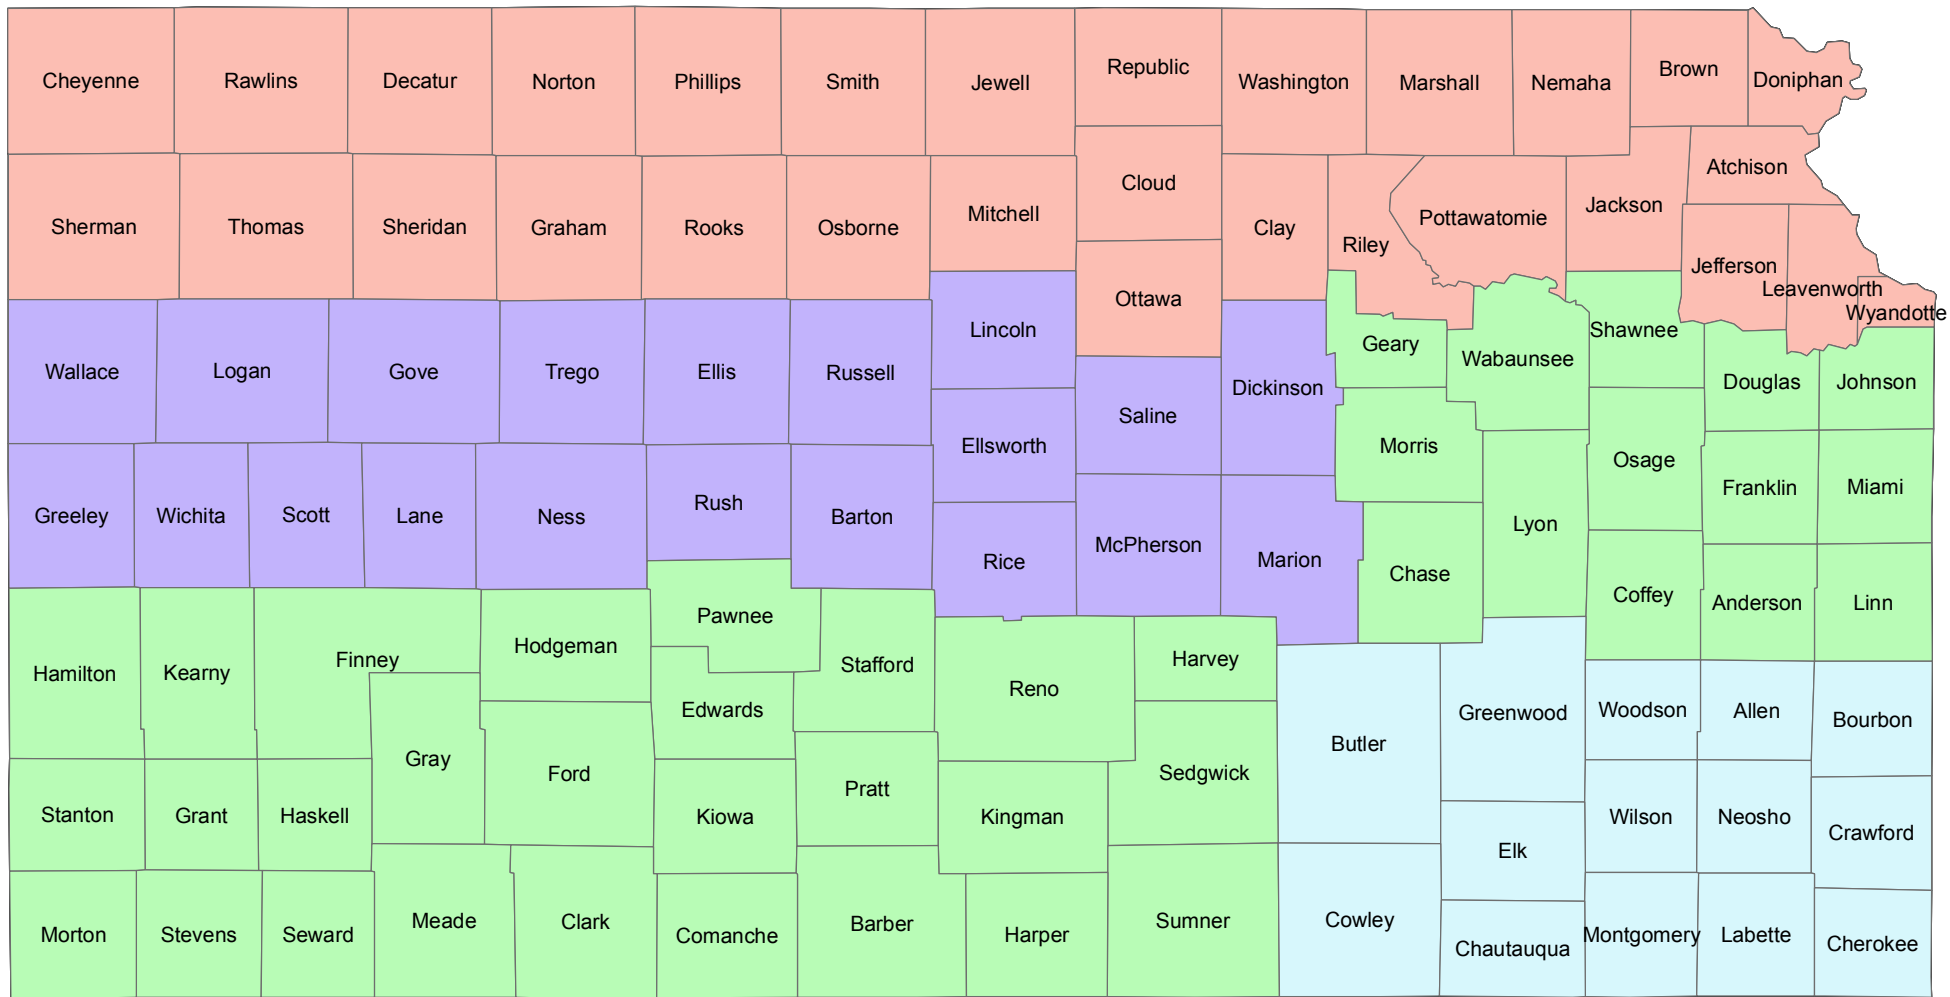 Cheyenne
Rawlins
Decatur
Norton
Phillips
Smith
Jewell
Republic
Washington
Marshall
Nemaha
Brown
Doniphan
Sherman
Thomas
Sheridan
Graham
Rooks
Osborne
Mitchell
Cloud
Clay
Riley
Pottawatomie
Jackson
Atchison
Jefferson
Leavenworth
Wyandotte
Ottawa
Wallace
Logan
Gove
Trego
Ellis
Russell
Lincoln
Saline
Dickinson
Geary
Wabaunsee
Shawnee
Douglas
Johnson
Ellsworth
Morris
Osage
Franklin
Miami
Greeley
Wichita
Scott
Lane
Ness
Rush
Barton
Rice
McPherson
Marion
Chase
Lyon
Coffey
Anderson
Linn
Hamilton
Kearny
Finney
Hodgeman
Pawnee
Stafford
Reno
Harvey
Edwards
Gray
Ford
Butler
Greenwood
Woodson
Allen
Bourbon
Stanton
Grant
Haskell
Kiowa
Pratt
Kingman
Sedgwick
Elk
Wilson
Neosho
Crawford
Morton
Stevens
Seward
Meade
Clark
Comanche
Barber
Harper
Sumner
Cowley
Chautauqua
Montgomery
Labette
Cherokee